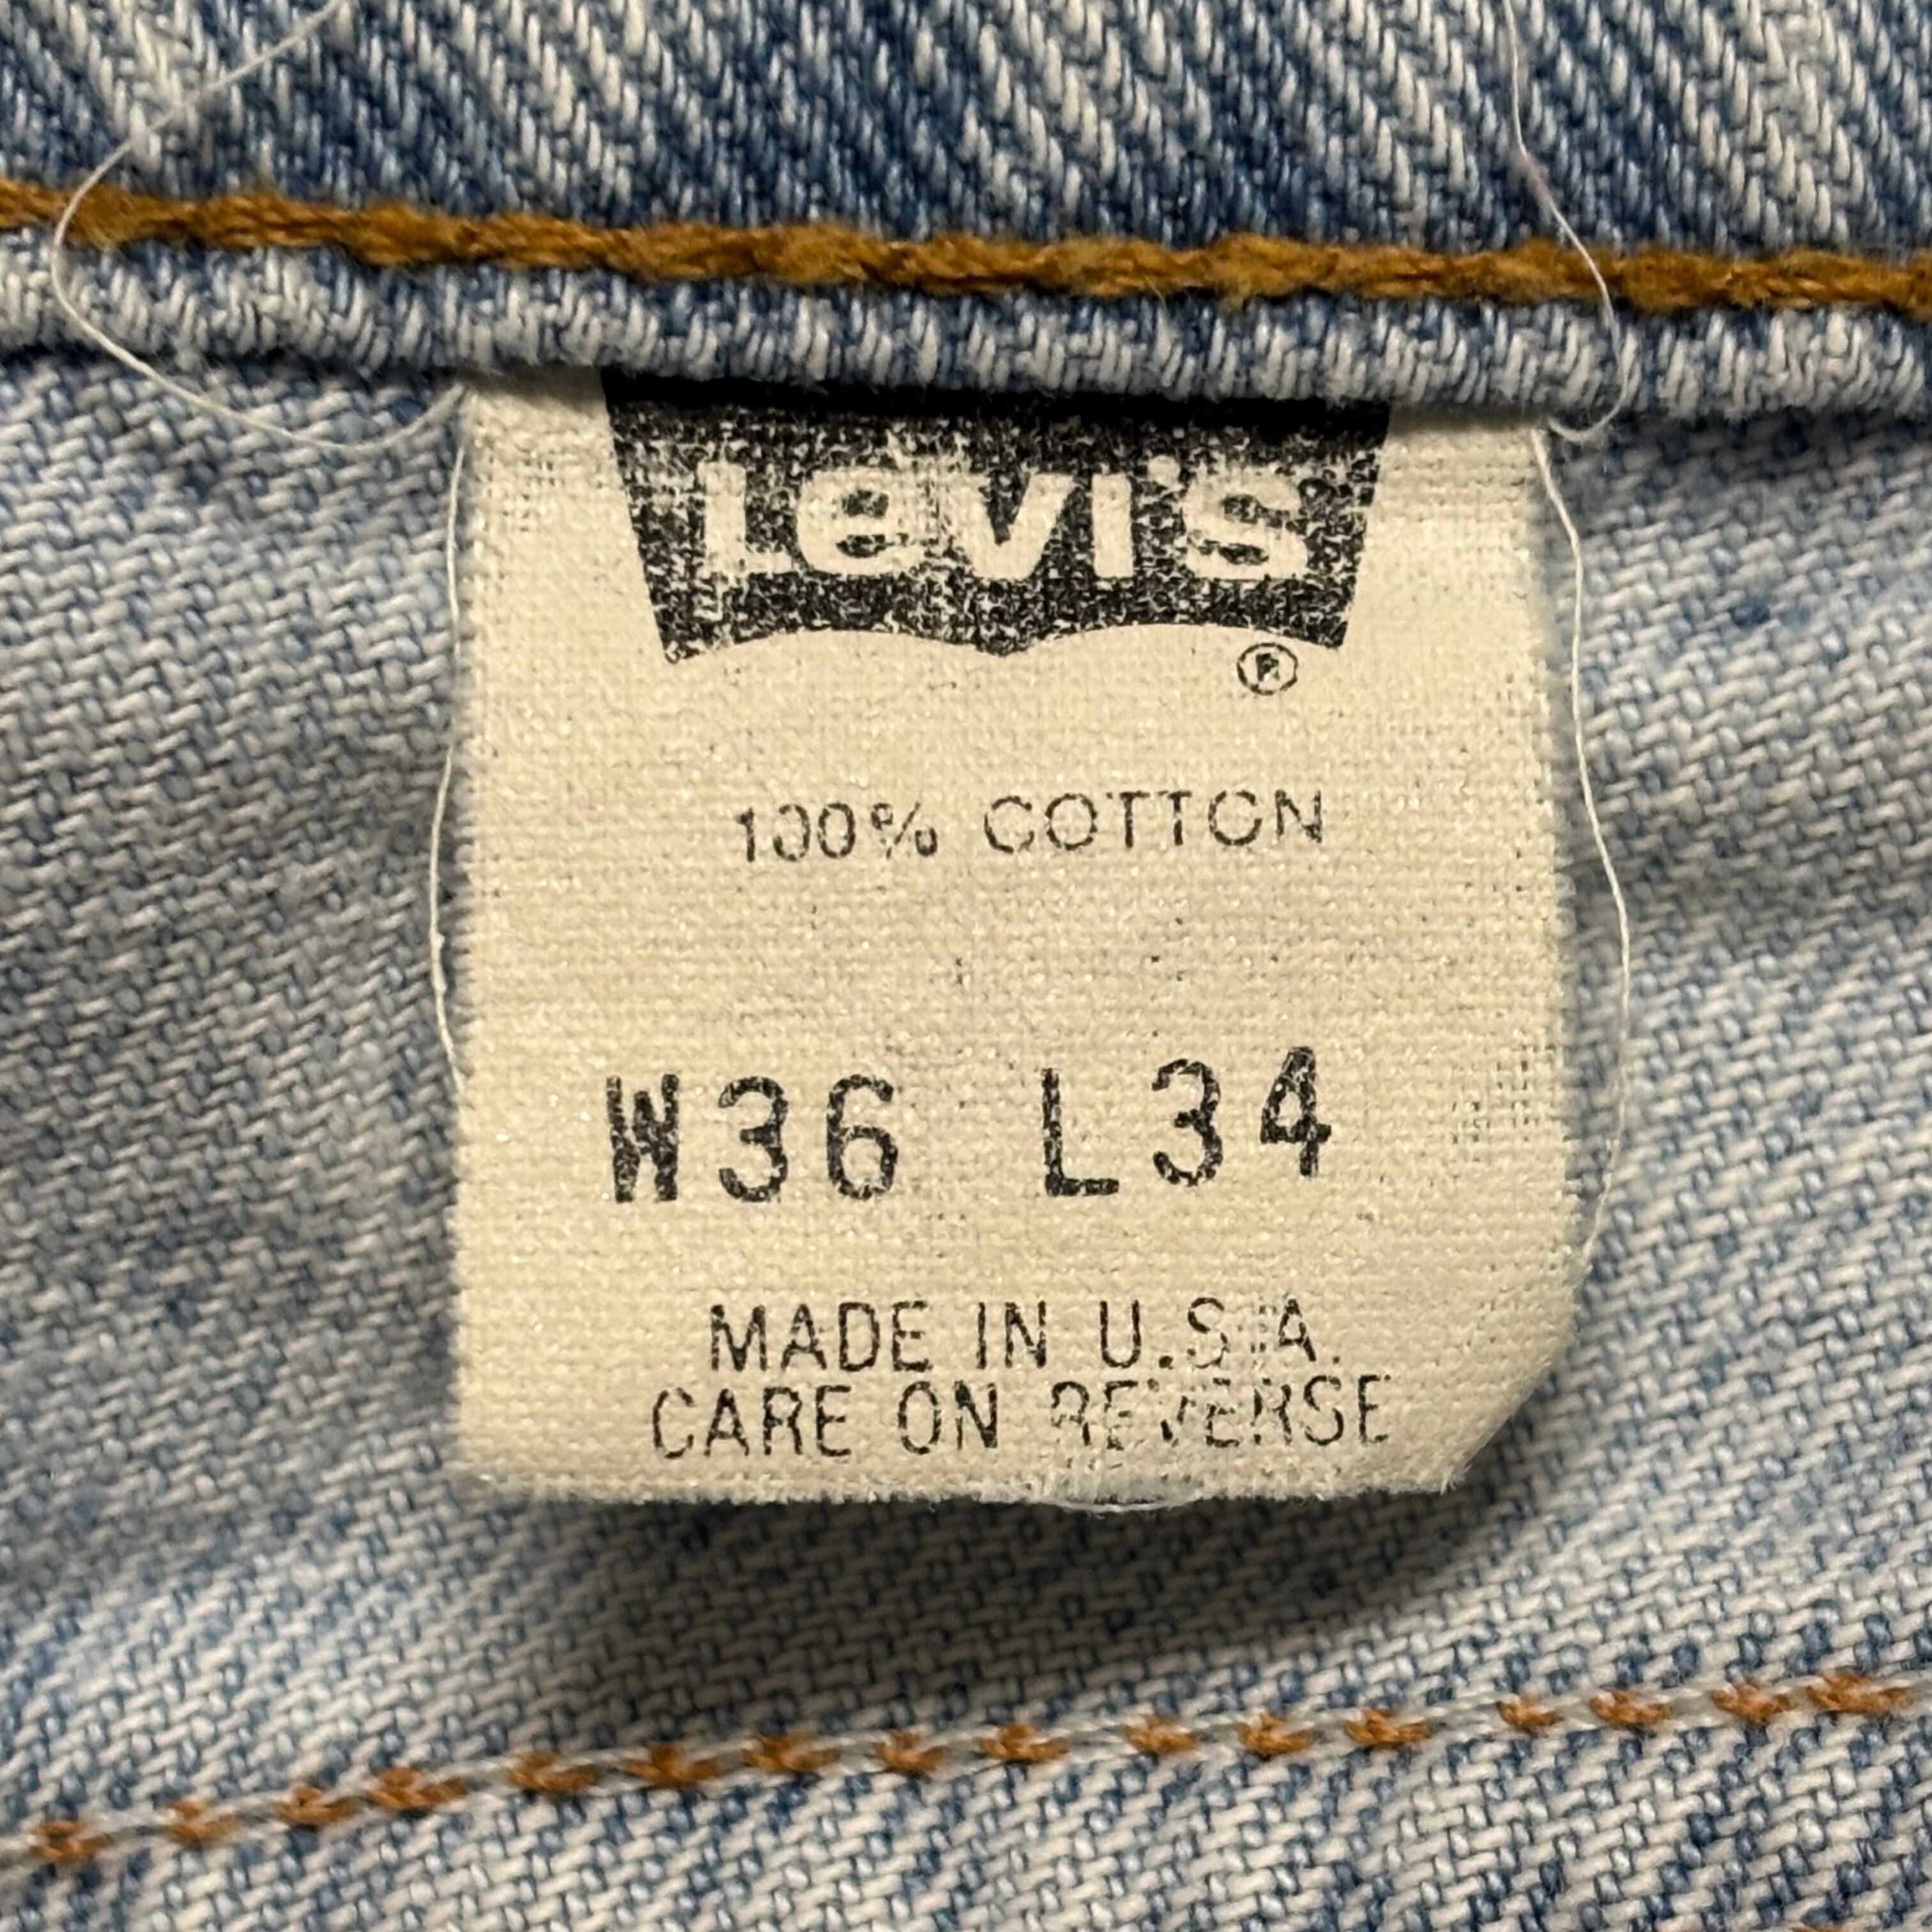 Levi's
®
100% COTTON
W36 L34
MADE IN U.S.A.
CARE ON REVERSE